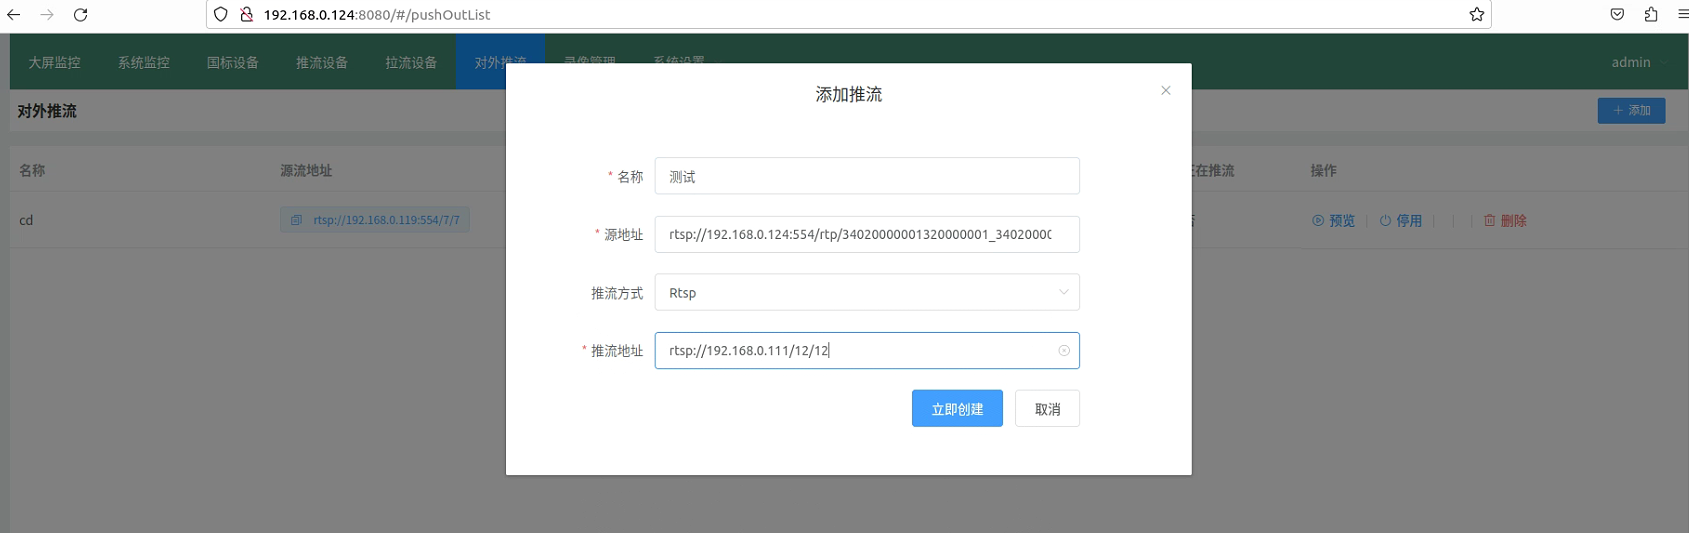 192.168.0.124:8080/#/pushOutList
大屏监控 系统监控 国标设备 推流设备 拉流设备 对外推流 录像管理 系统设置 admin
添加推流
对外推流
+ 添加
* 名称 测试
名称 源流地址 正在推流 操作
cd rtsp://192.168.0.119:554/7/7 否 预览 停用 删除
* 源地址 rtsp://192.168.0.124:554/rtp/34020000001320000001_3402000
推流方式 Rtsp
* 推流地址 rtsp://192.168.0.111/12/12
立即创建 取消